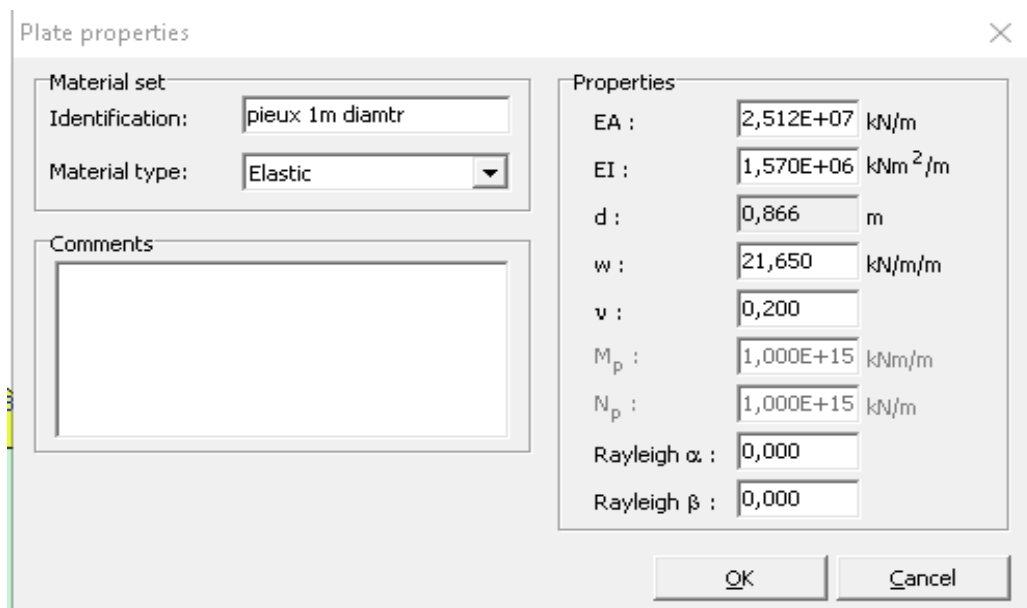 Plate properties
Material set
Identification: pieux 1m diamtr
Material type: Elastic
Comments
Properties
EA : 2,512E+07 kN/m
EI : 1,570E+06 kNm²/m
d : 0,866 m
w : 21,650 kN/m/m
ν : 0,200
Mp : 1,000E+15 kNm/m
Np : 1,000E+15 kN/m
Rayleigh α : 0,000
Rayleigh β : 0,000
OK Cancel